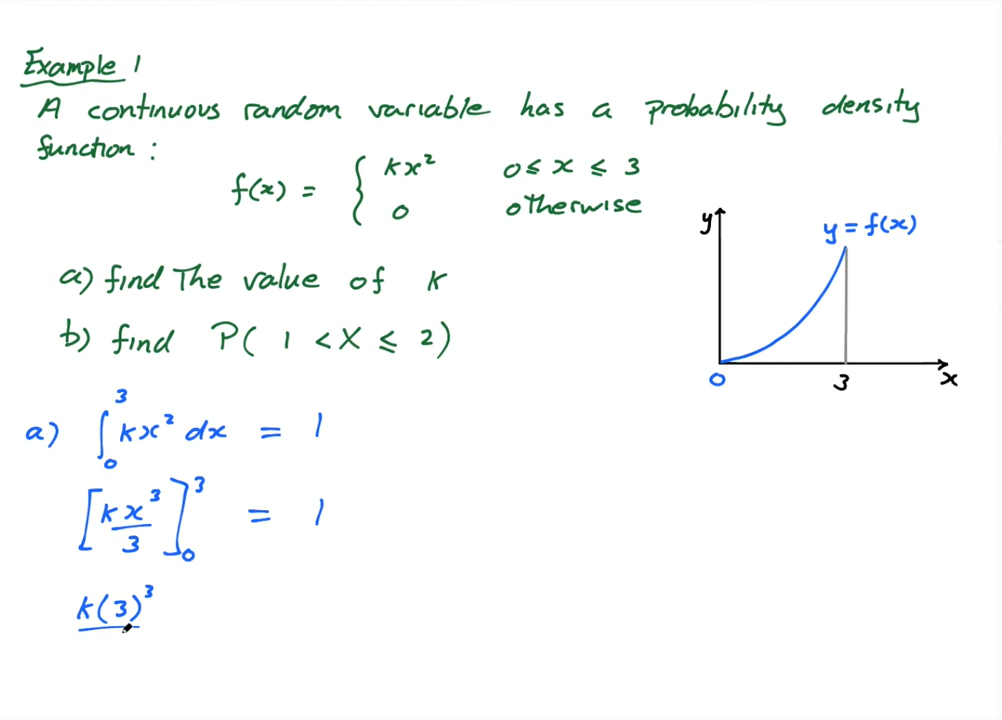 Example 1
A continuous random variable has a probability density
function :
f(x) = { kx² 0 ≤ x ≤ 3
0 otherwise
y
y = f(x)
a) find The value of k
b) find P( 1 < X ≤ 2)
0 3 x
a) ∫₀³ kx² dx = 1
[kx³/3]₀³ = 1
k(3)³